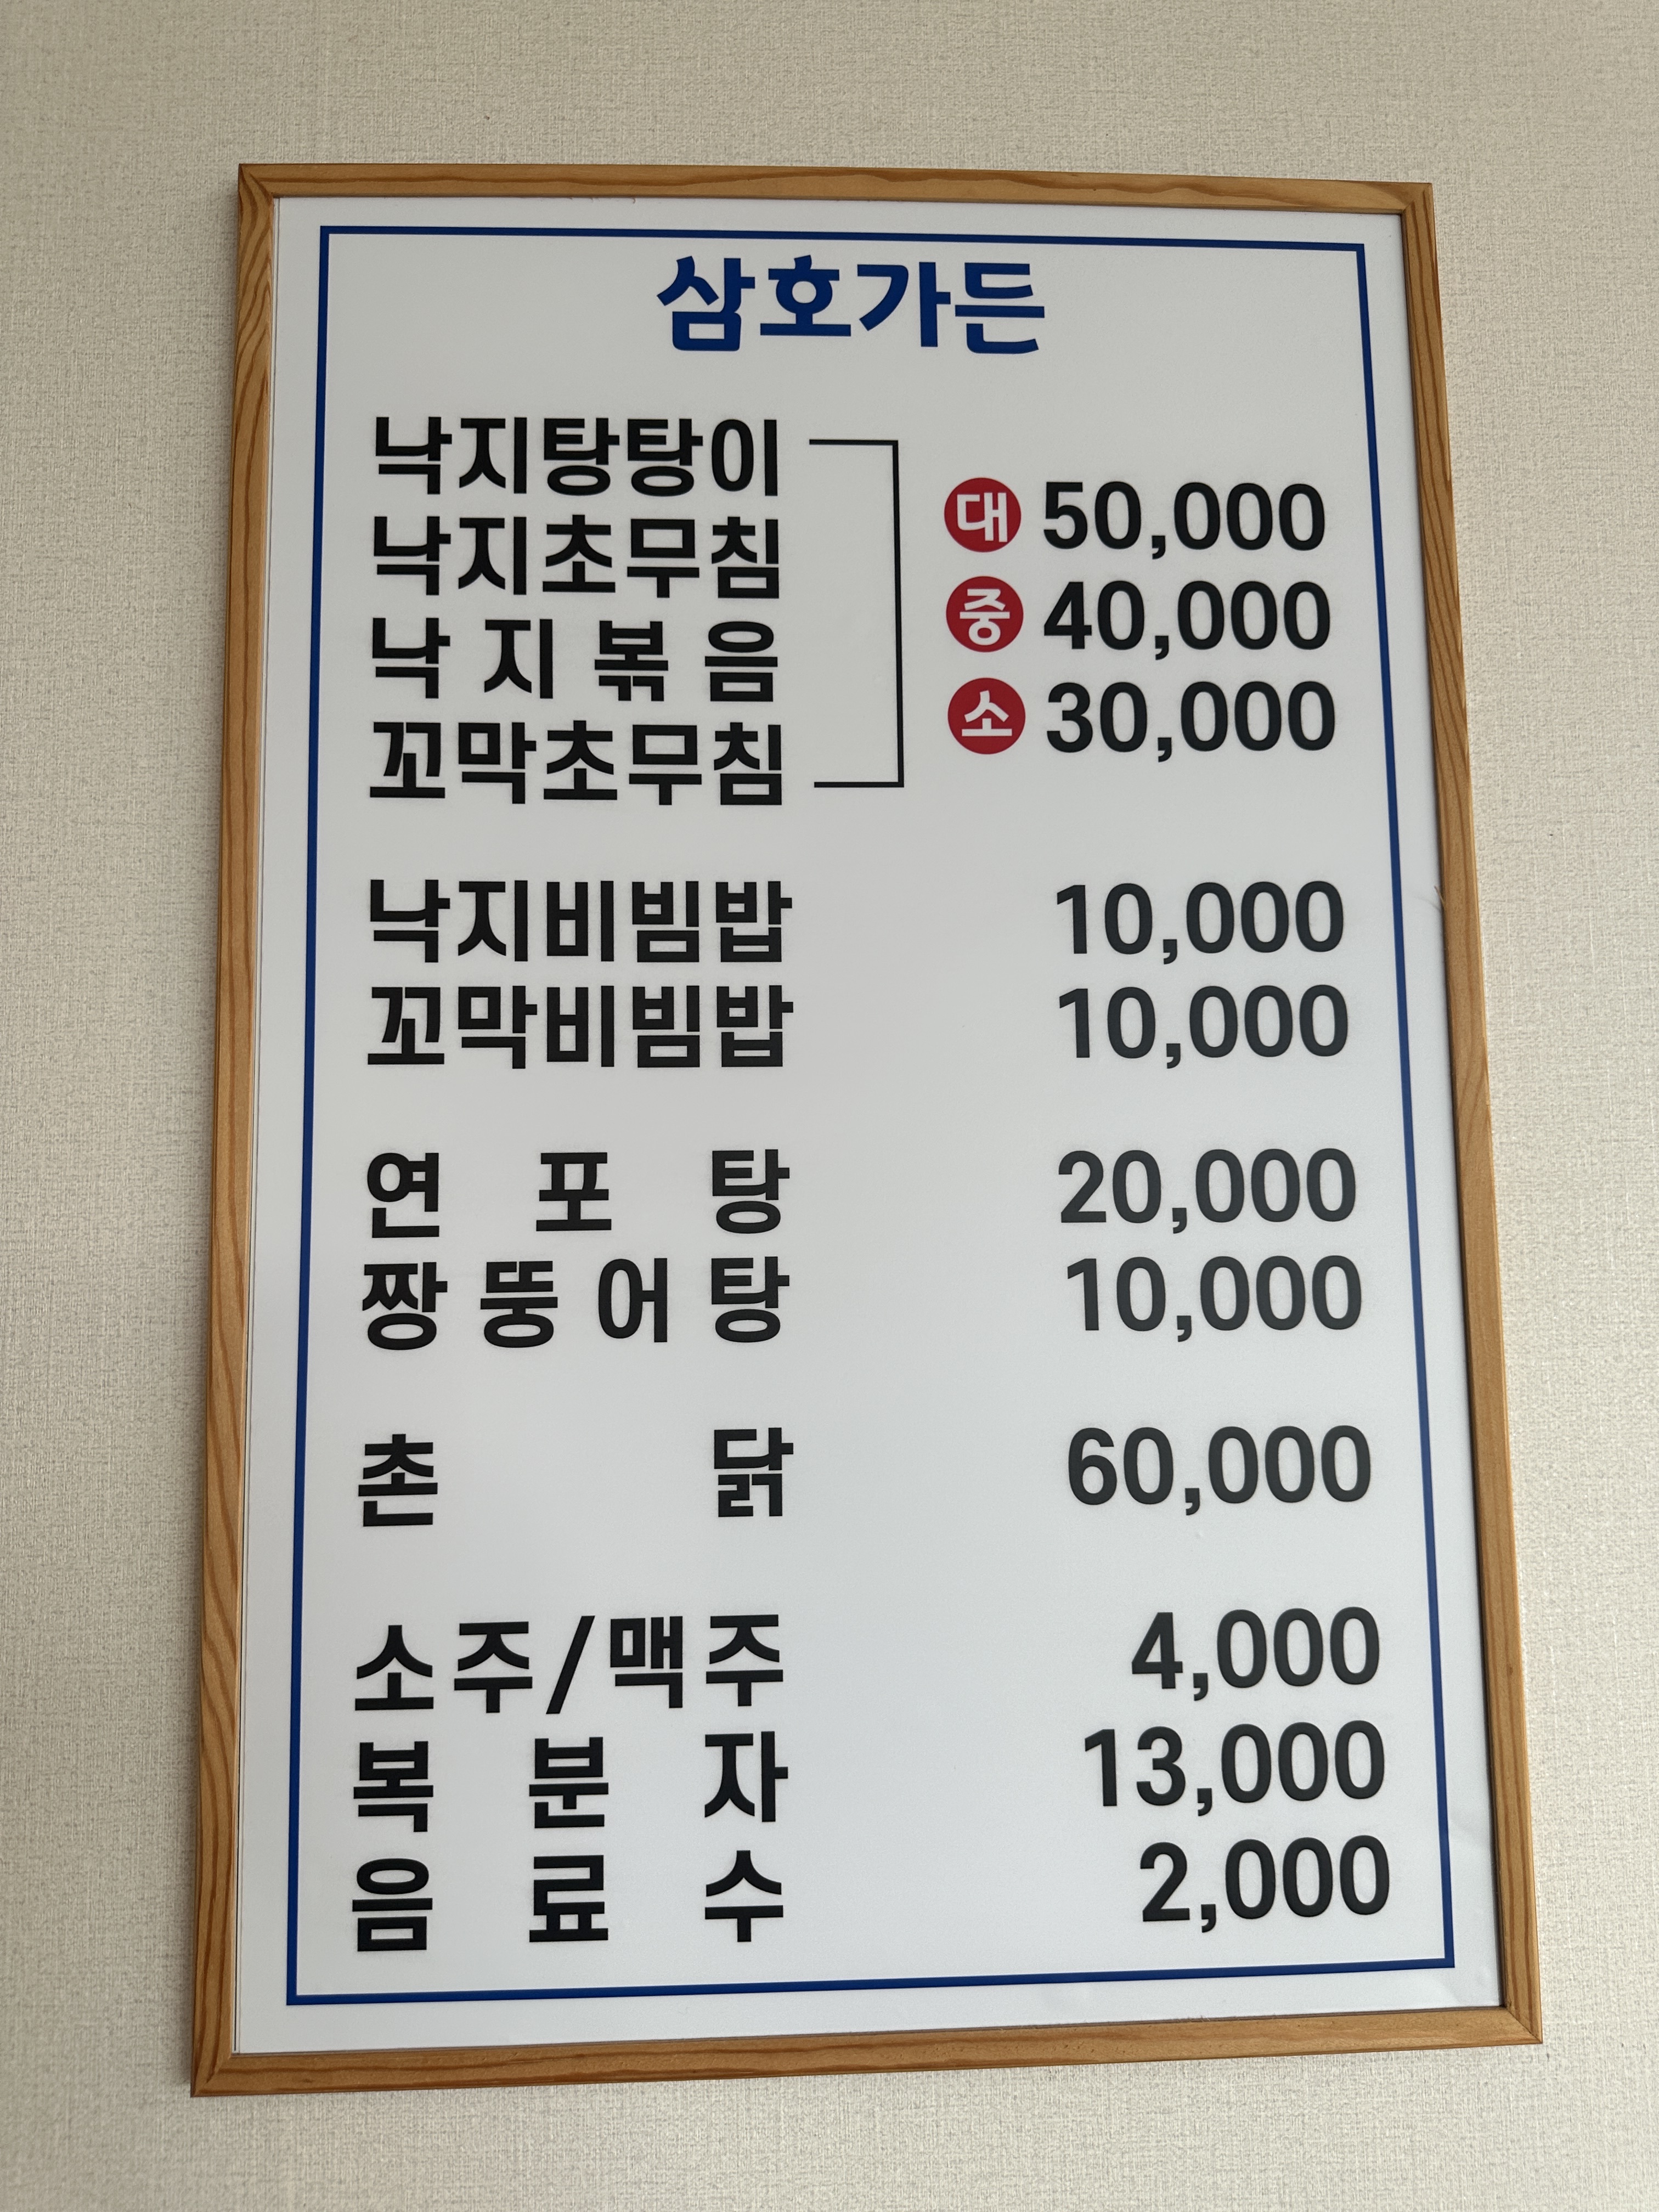 삼호가든
낙지탕탕이
낙지초무침
낙지볶음
꼬막초무침
대 50,000
중 40,000
소 30,000
낙지비빔밥 10,000
꼬막비빔밥 10,000
연포탕 20,000
짱뚱어탕 10,000
촌닭 60,000
소주/맥주 4,000
복분자 13,000
음료수 2,000